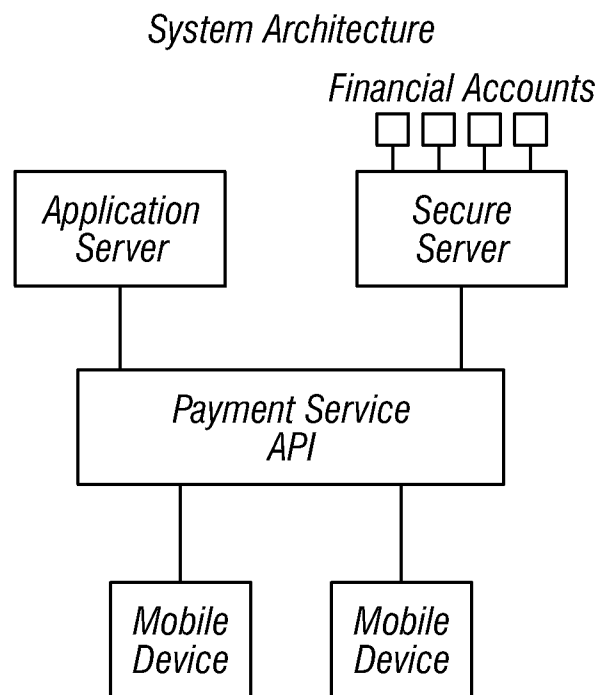 System Architecture
Financial Accounts
Application
Server
Secure
Server
Payment Service
API
Mobile
Device
Mobile
Device